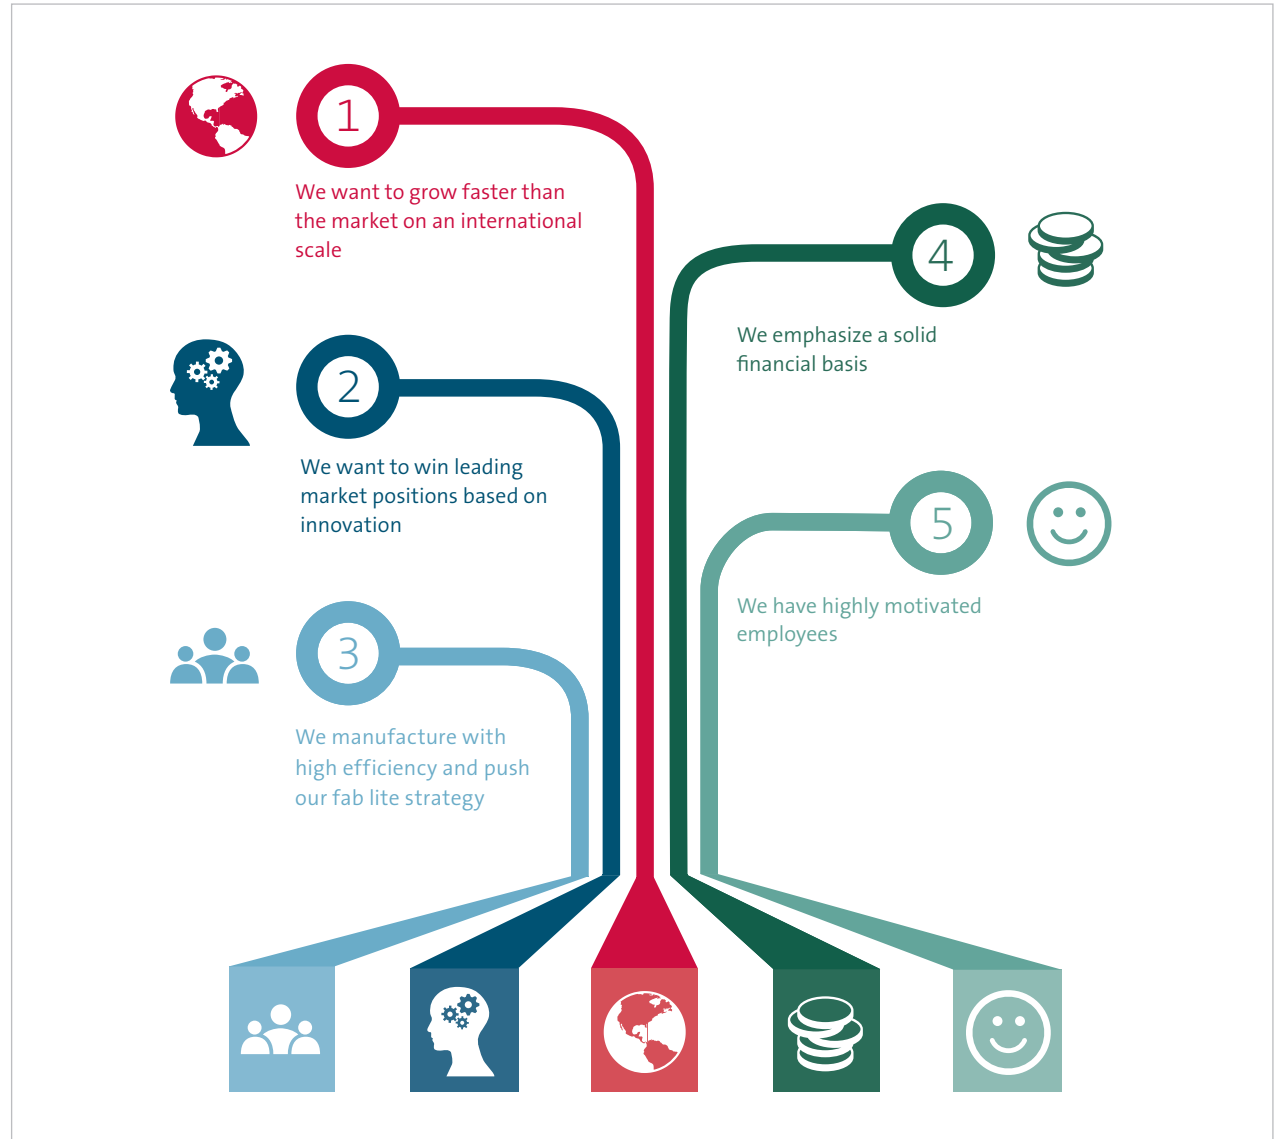 1
We want to grow faster than
the market on an international
scale
2
We want to win leading
market positions based on
innovation
3
We manufacture with
high efficiency and push
our fab lite strategy
4
We emphasize a solid
financial basis
5
We have highly motivated
employees